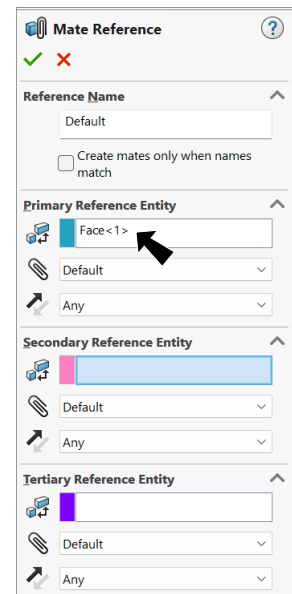 Mate Reference
?
Reference Name
Default
Create mates only when names
match
Primary Reference Entity
Face<1>
Default
Any
Secondary Reference Entity
Default
Any
Tertiary Reference Entity
Default
Any